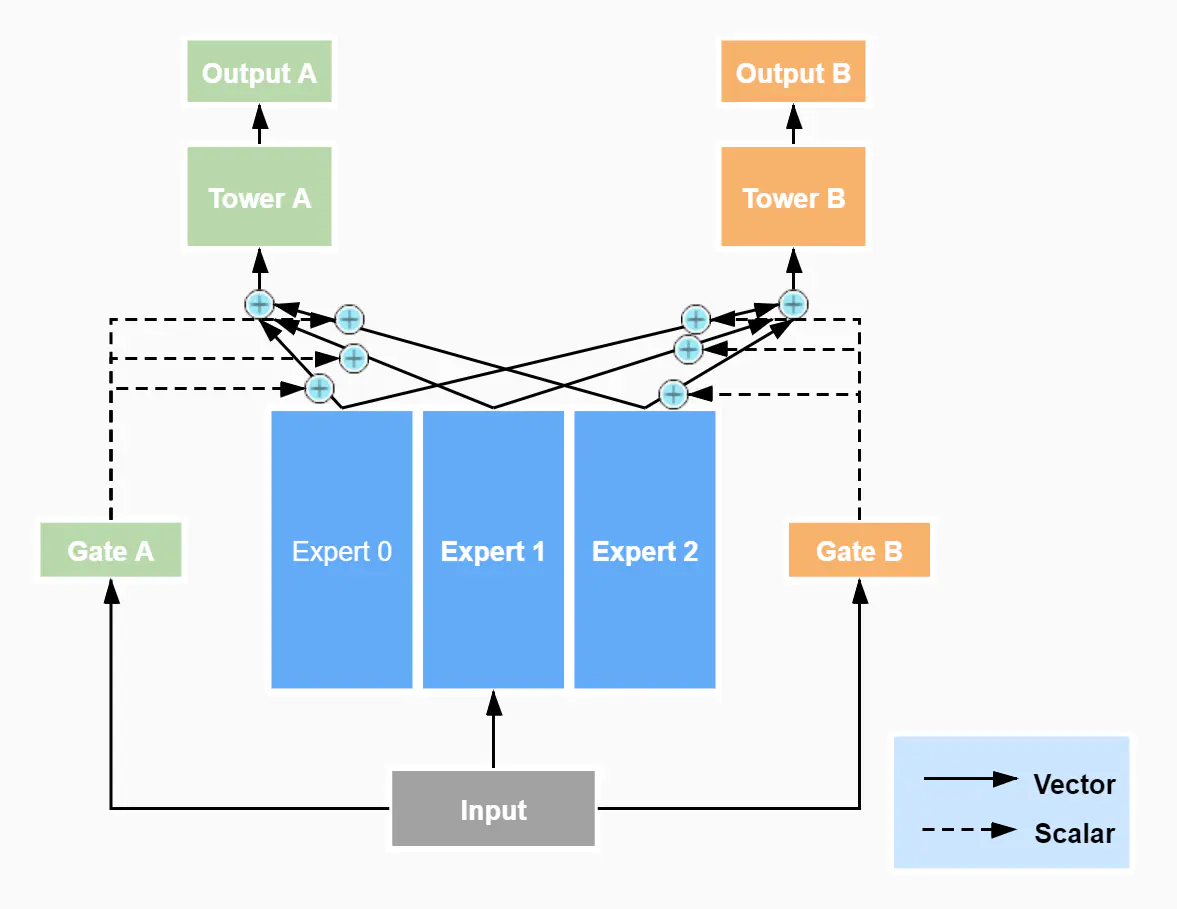 Output A
Output B
Tower A
Tower B
Gate A
Expert 0
Expert 1
Expert 2
Gate B
Input
Vector
Scalar